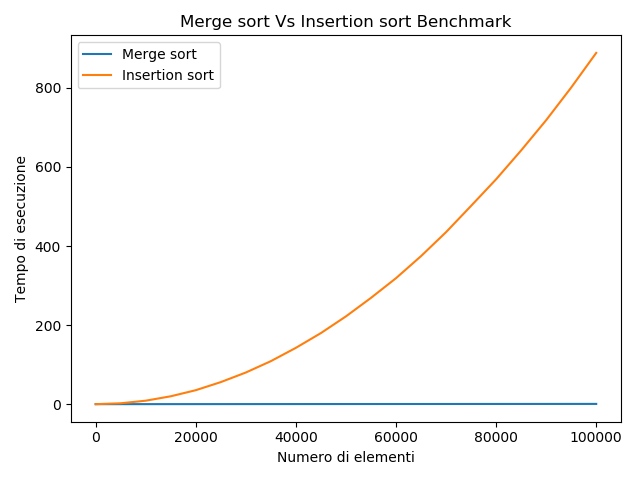 Merge sort Vs Insertion sort Benchmark
Merge sort
Insertion sort
Tempo di esecuzione
800
600
400
200
0
0 20000 40000 60000 80000 100000
Numero di elementi